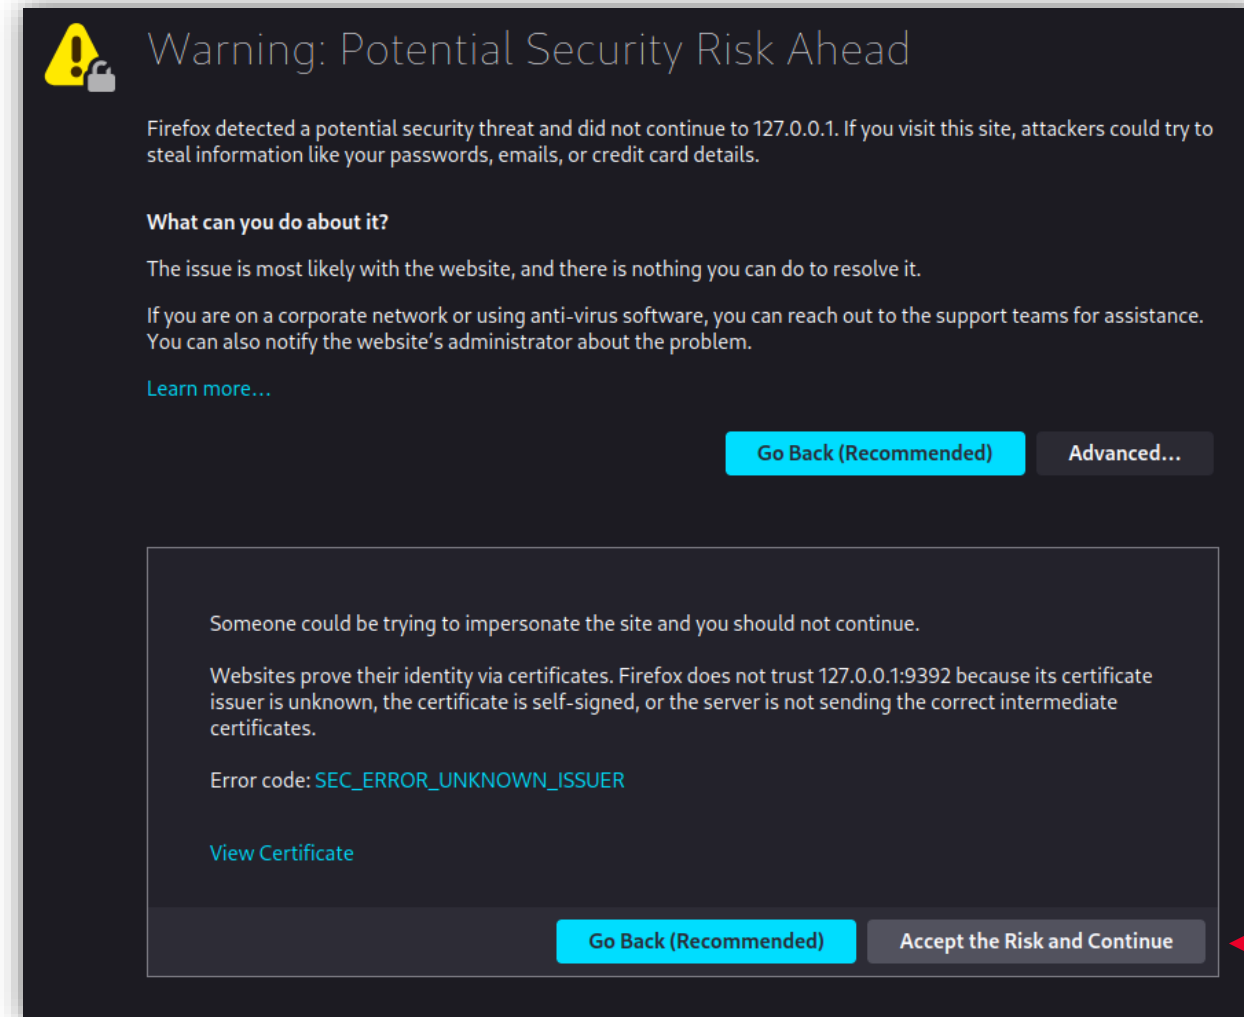 Warning: Potential Security Risk Ahead
Firefox detected a potential security threat and did not continue to 127.0.0.1. If you visit this site, attackers could try to
steal information like your passwords, emails, or credit card details.
What can you do about it?
The issue is most likely with the website, and there is nothing you can do to resolve it.
If you are on a corporate network or using anti-virus software, you can reach out to the support teams for assistance.
You can also notify the website’s administrator about the problem.
Learn more…
Go Back (Recommended) Advanced…
Someone could be trying to impersonate the site and you should not continue.
Websites prove their identity via certificates. Firefox does not trust 127.0.0.1:9392 because its certificate
issuer is unknown, the certificate is self-signed, or the server is not sending the correct intermediate
certificates.
Error code: SEC_ERROR_UNKNOWN_ISSUER
View Certificate
Go Back (Recommended) Accept the Risk and Continue